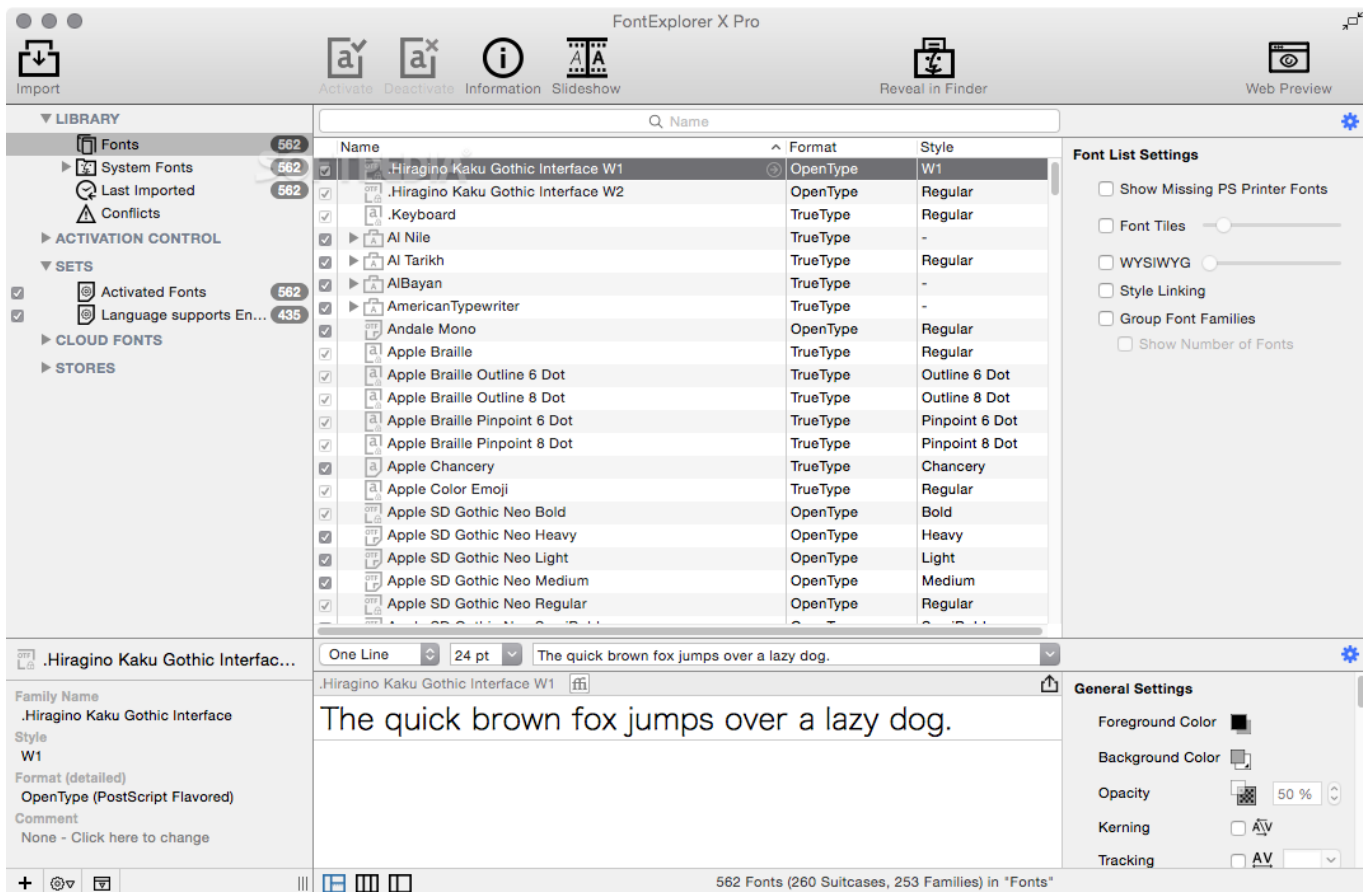 FontExplorer X Pro
Import
Activate Deactivate Information Slideshow Reveal in Finder Web Preview
LIBRARY
Fonts 562
System Fonts 562
Last Imported 562
Conflicts
ACTIVATION CONTROL
SETS
Activated Fonts 562
Language supports En... 435
CLOUD FONTS
STORES
SOFTPEDIA
Name
Name Format Style
.Hiragino Kaku Gothic Interface W1 OpenType W1
.Hiragino Kaku Gothic Interface W2 OpenType Regular
.Keyboard TrueType Regular
Al Nile TrueType -
Al Tarikh TrueType Regular
AlBayan TrueType -
AmericanTypewriter TrueType -
Andale Mono OpenType Regular
Apple Braille TrueType Regular
Apple Braille Outline 6 Dot TrueType Outline 6 Dot
Apple Braille Outline 8 Dot TrueType Outline 8 Dot
Apple Braille Pinpoint 6 Dot TrueType Pinpoint 6 Dot
Apple Braille Pinpoint 8 Dot TrueType Pinpoint 8 Dot
Apple Chancery TrueType Chancery
Apple Color Emoji TrueType Regular
Apple SD Gothic Neo Bold OpenType Bold
Apple SD Gothic Neo Heavy OpenType Heavy
Apple SD Gothic Neo Light OpenType Light
Apple SD Gothic Neo Medium OpenType Medium
Apple SD Gothic Neo Regular OpenType Regular
Font List Settings
Show Missing PS Printer Fonts
Font Tiles
WYSIWYG
Style Linking
Group Font Families
Show Number of Fonts
.Hiragino Kaku Gothic Interfac...
Family Name
.Hiragino Kaku Gothic Interface
Style
W1
Format (detailed)
OpenType (PostScript Flavored)
Comment
None - Click here to change
One Line 24 pt The quick brown fox jumps over a lazy dog.
.Hiragino Kaku Gothic Interface W1 ffi
The quick brown fox jumps over a lazy dog.
General Settings
Foreground Color
Background Color
Opacity 50 %
Kerning AV
Tracking AV
562 Fonts (260 Suitcases, 253 Families) in "Fonts"